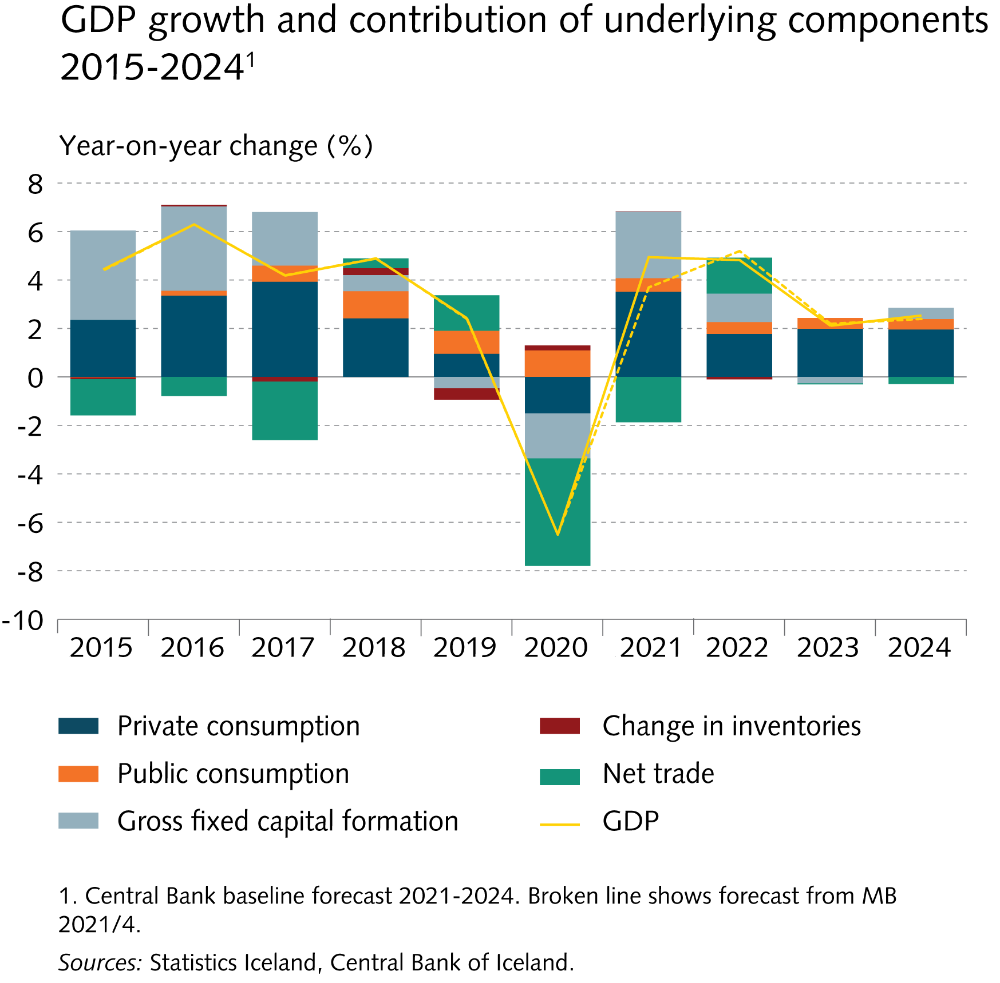 GDP growth and contribution of underlying components
2015-2024¹
Year-on-year change (%)
8
6
4
2
0
-2
-4
-6
-8
-10
2015 2016 2017 2018 2019 2020 2021 2022 2023 2024
Private consumption
Public consumption
Gross fixed capital formation
Change in inventories
Net trade
GDP
1. Central Bank baseline forecast 2021-2024. Broken line shows forecast from MB
2021/4.
Sources: Statistics Iceland, Central Bank of Iceland.